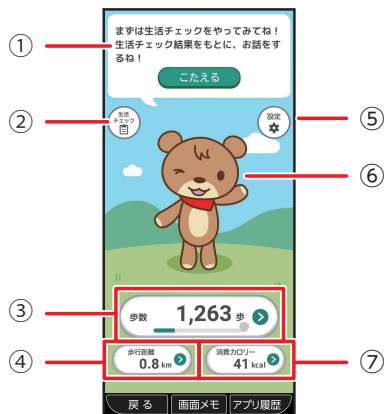 ①
まずは生活チェックをやってみてね！
生活チェック結果をもとに、お話をす
るね！
こたえる
②
生活
チェック
設定
⑤
⑥
③
歩数 1,263 歩
④
歩行距離
0.8 km
消費カロリー
41 kcal
⑦
戻る 画面メモ アプリ履歴